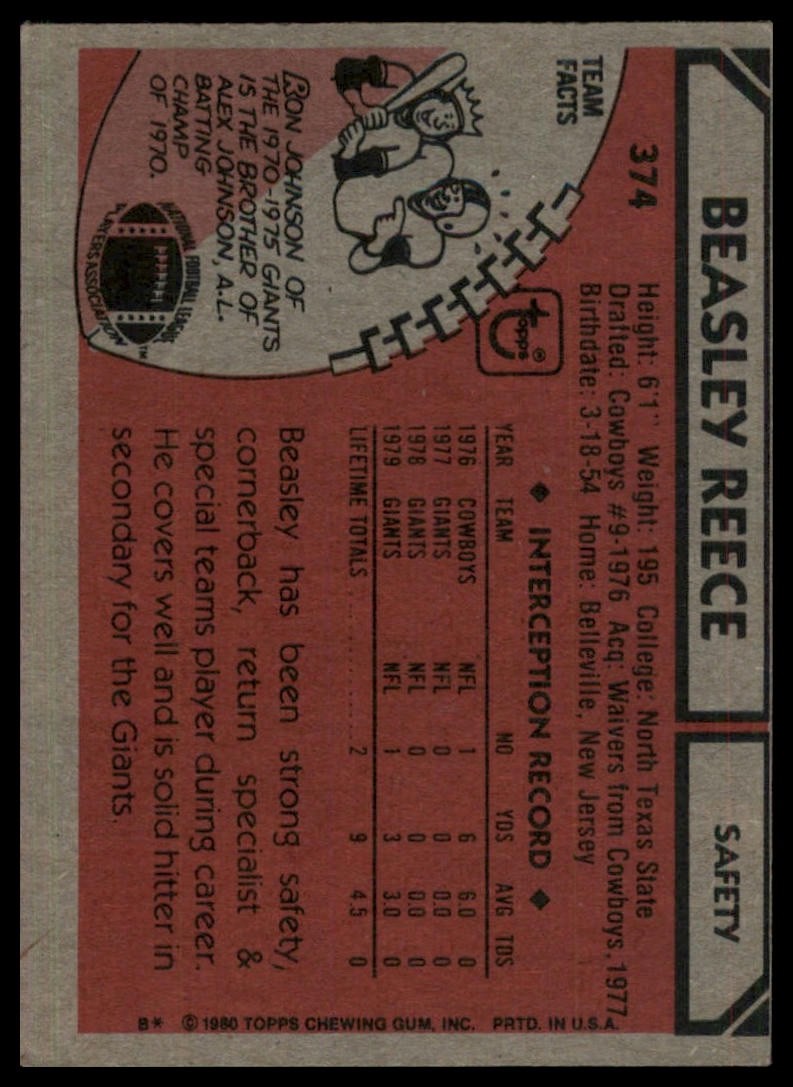 BEASLEY REECE
SAFETY
374
Height: 6'1" Weight: 195 College: North Texas State
Drafted: Cowboys #9-1976 Acq: Waivers from Cowboys, 1977
Birthdate: 3-18-54 Home: Belleville, New Jersey
topps®
TEAM
FACTS
RON JOHNSON OF
THE 1970-1975 GIANTS
IS THE BROTHER OF
ALEX JOHNSON, A.L.
BATTING
CHAMP
OF 1970.
NATIONAL FOOTBALL LEAGUE
PLAYERS ASSOCIATION
TM
◆ INTERCEPTION RECORD ◆
YEAR TEAM NO YDS AVG TDS
1976 COWBOYS NFL 1 6 6.0 0
1977 GIANTS NFL 0 0 0.0 0
1978 GIANTS NFL 0 0 0.0 0
1979 GIANTS NFL 1 3 3.0 0
LIFETIME TOTALS .......... 2 9 4.5 0
Beasley has been strong safety,
cornerback, return specialist &
special teams player during career.
He covers well and is solid hitter in
secondary for the Giants.
B* © 1980 TOPPS CHEWING GUM, INC. PRTD. IN U.S.A.